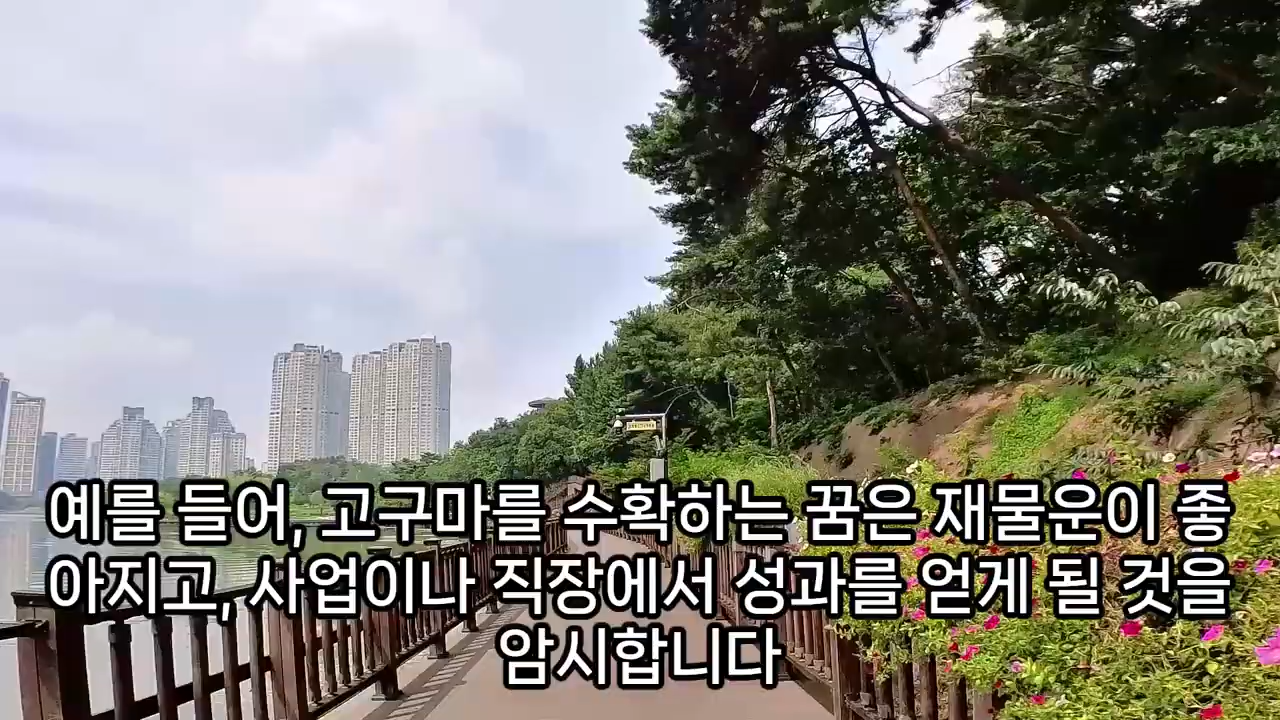 예를 들어, 고구마를 수확하는 꿈은 재물운이 좋
아지고, 사업이나 직장에서 성과를 얻게 될 것을
암시합니다